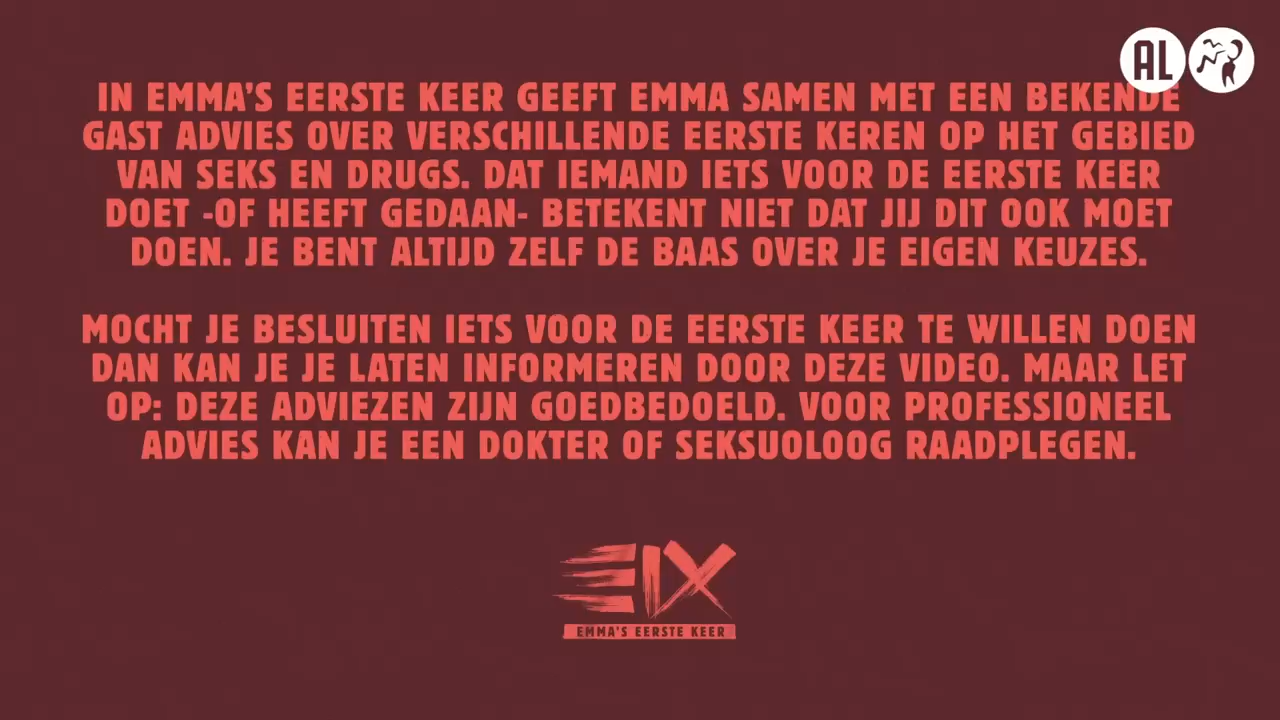 AL
IN EMMA'S EERSTE KEER GEEFT EMMA SAMEN MET EEN BEKENDE
GAST ADVIES OVER VERSCHILLENDE EERSTE KEREN OP HET GEBIED
VAN SEKS EN DRUGS. DAT IEMAND IETS VOOR DE EERSTE KEER
DOET -OF HEEFT GEDAAN- BETEKENT NIET DAT JIJ DIT OOK MOET
DOEN. JE BENT ALTIJD ZELF DE BAAS OVER JE EIGEN KEUZES.
MOCHT JE BESLUITEN IETS VOOR DE EERSTE KEER TE WILLEN DOEN
DAN KAN JE JE LATEN INFORMEREN DOOR DEZE VIDEO. MAAR LET
OP: DEZE ADVIEZEN ZIJN GOEDBEDOELD. VOOR PROFESSIONEEL
ADVIES KAN JE EEN DOKTER OF SEKSUOLOOG RAADPLEGEN.
E1X
EMMA'S EERSTE KEER